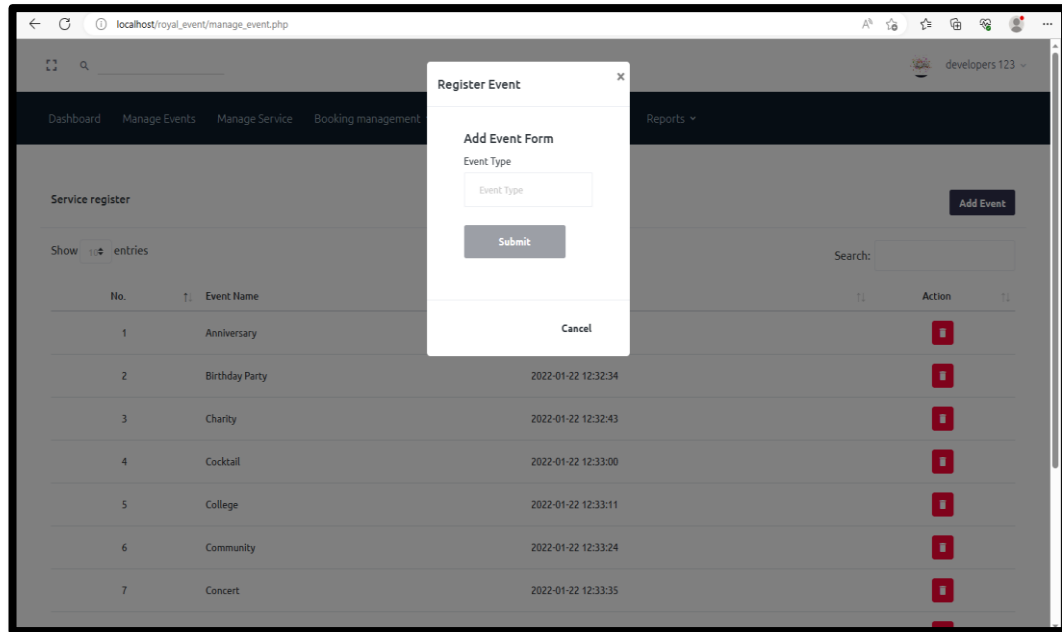 localhost/royal_event/manage_event.php
developers 123
Register Event
×
Dashboard Manage Events Manage Service Booking management Reports
Add Event Form
Event Type
Event Type
Submit
Cancel
Service register
Add Event
Show 10 entries
Search:
No. Event Name Action
1 Anniversary
2 Birthday Party 2022-01-22 12:32:34
3 Charity 2022-01-22 12:32:43
4 Cocktail 2022-01-22 12:33:00
5 College 2022-01-22 12:33:11
6 Community 2022-01-22 12:33:24
7 Concert 2022-01-22 12:33:35